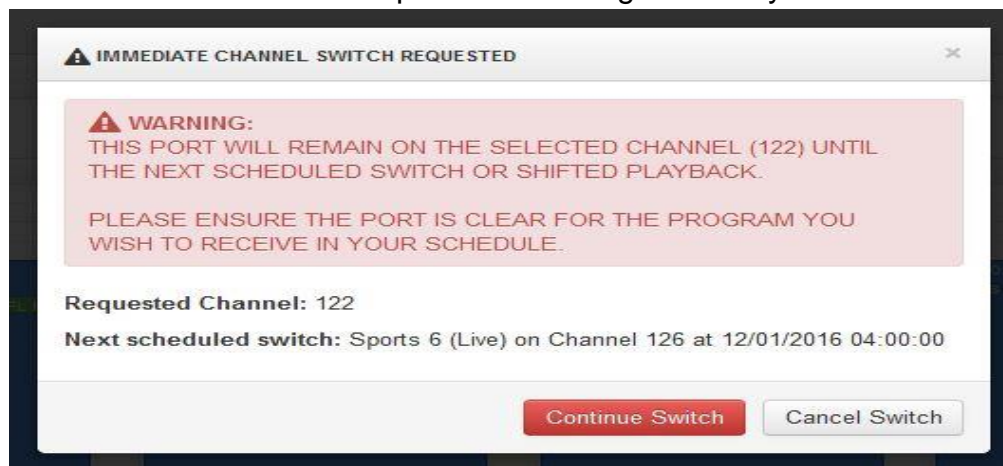 IMMEDIATE CHANNEL SWITCH REQUESTED ×
WARNING:
THIS PORT WILL REMAIN ON THE SELECTED CHANNEL (122) UNTIL
THE NEXT SCHEDULED SWITCH OR SHIFTED PLAYBACK.
PLEASE ENSURE THE PORT IS CLEAR FOR THE PROGRAM YOU
WISH TO RECEIVE IN YOUR SCHEDULE.
Requested Channel: 122
Next scheduled switch: Sports 6 (Live) on Channel 126 at 12/01/2016 04:00:00
Continue Switch Cancel Switch